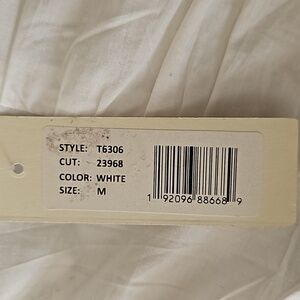 STYLE: T6306
CUT: 23968
COLOR: WHITE
SIZE: M
1 92096 88668 9